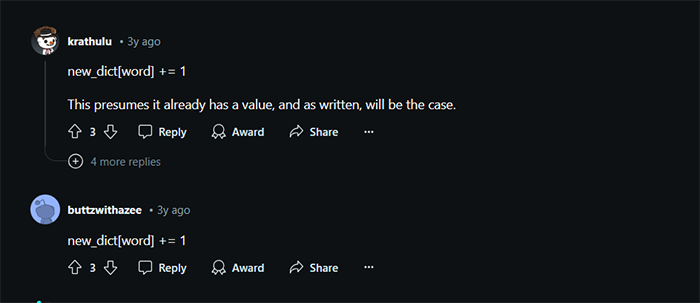 krathulu • 3y ago
new_dict[word] += 1
This presumes it already has a value, and as written, will be the case.
3 Reply Award Share ...
4 more replies
buttzwithazee • 3y ago
new_dict[word] += 1
3 Reply Award Share ...